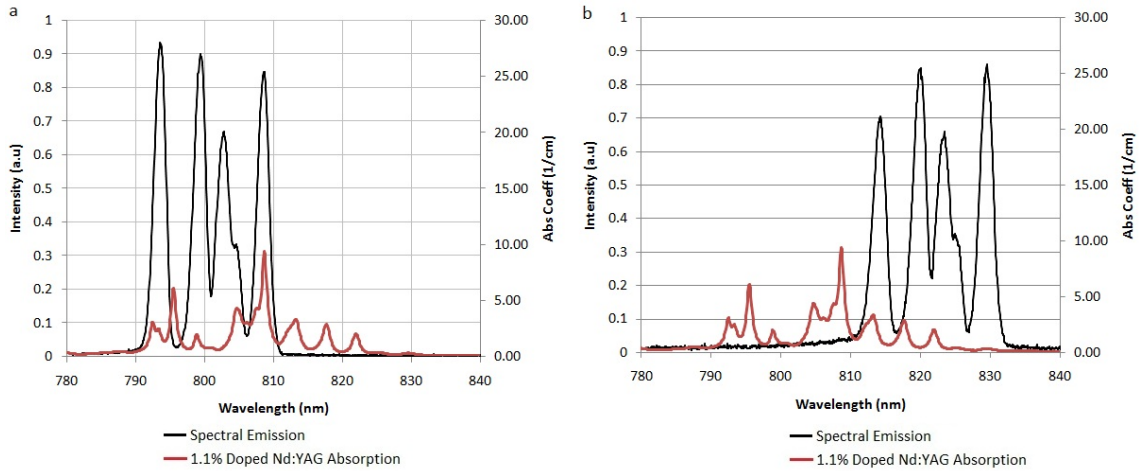 a
1
0.9
0.8
0.7
0.6
0.5
0.4
0.3
0.2
0.1
0
Intensity (a.u)
30.00
25.00
20.00
15.00
10.00
5.00
0.00
Abs Coeff (1/cm)
780 790 800 810 820 830 840
Wavelength (nm)
Spectral Emission
1.1% Doped Nd:YAG Absorption
b
1
0.9
0.8
0.7
0.6
0.5
0.4
0.3
0.2
0.1
0
Intensity (a.u)
30.00
25.00
20.00
15.00
10.00
5.00
0.00
Abs Coeff (1/cm)
780 790 800 810 820 830 840
Wavelength (nm)
Spectral Emission
1.1% Doped Nd:YAG Absorption